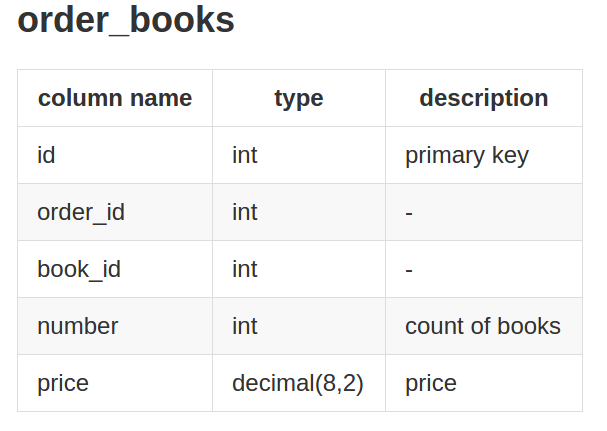 order_books
column name type description
id int primary key
order_id int -
book_id int -
number int count of books
price decimal(8,2) price